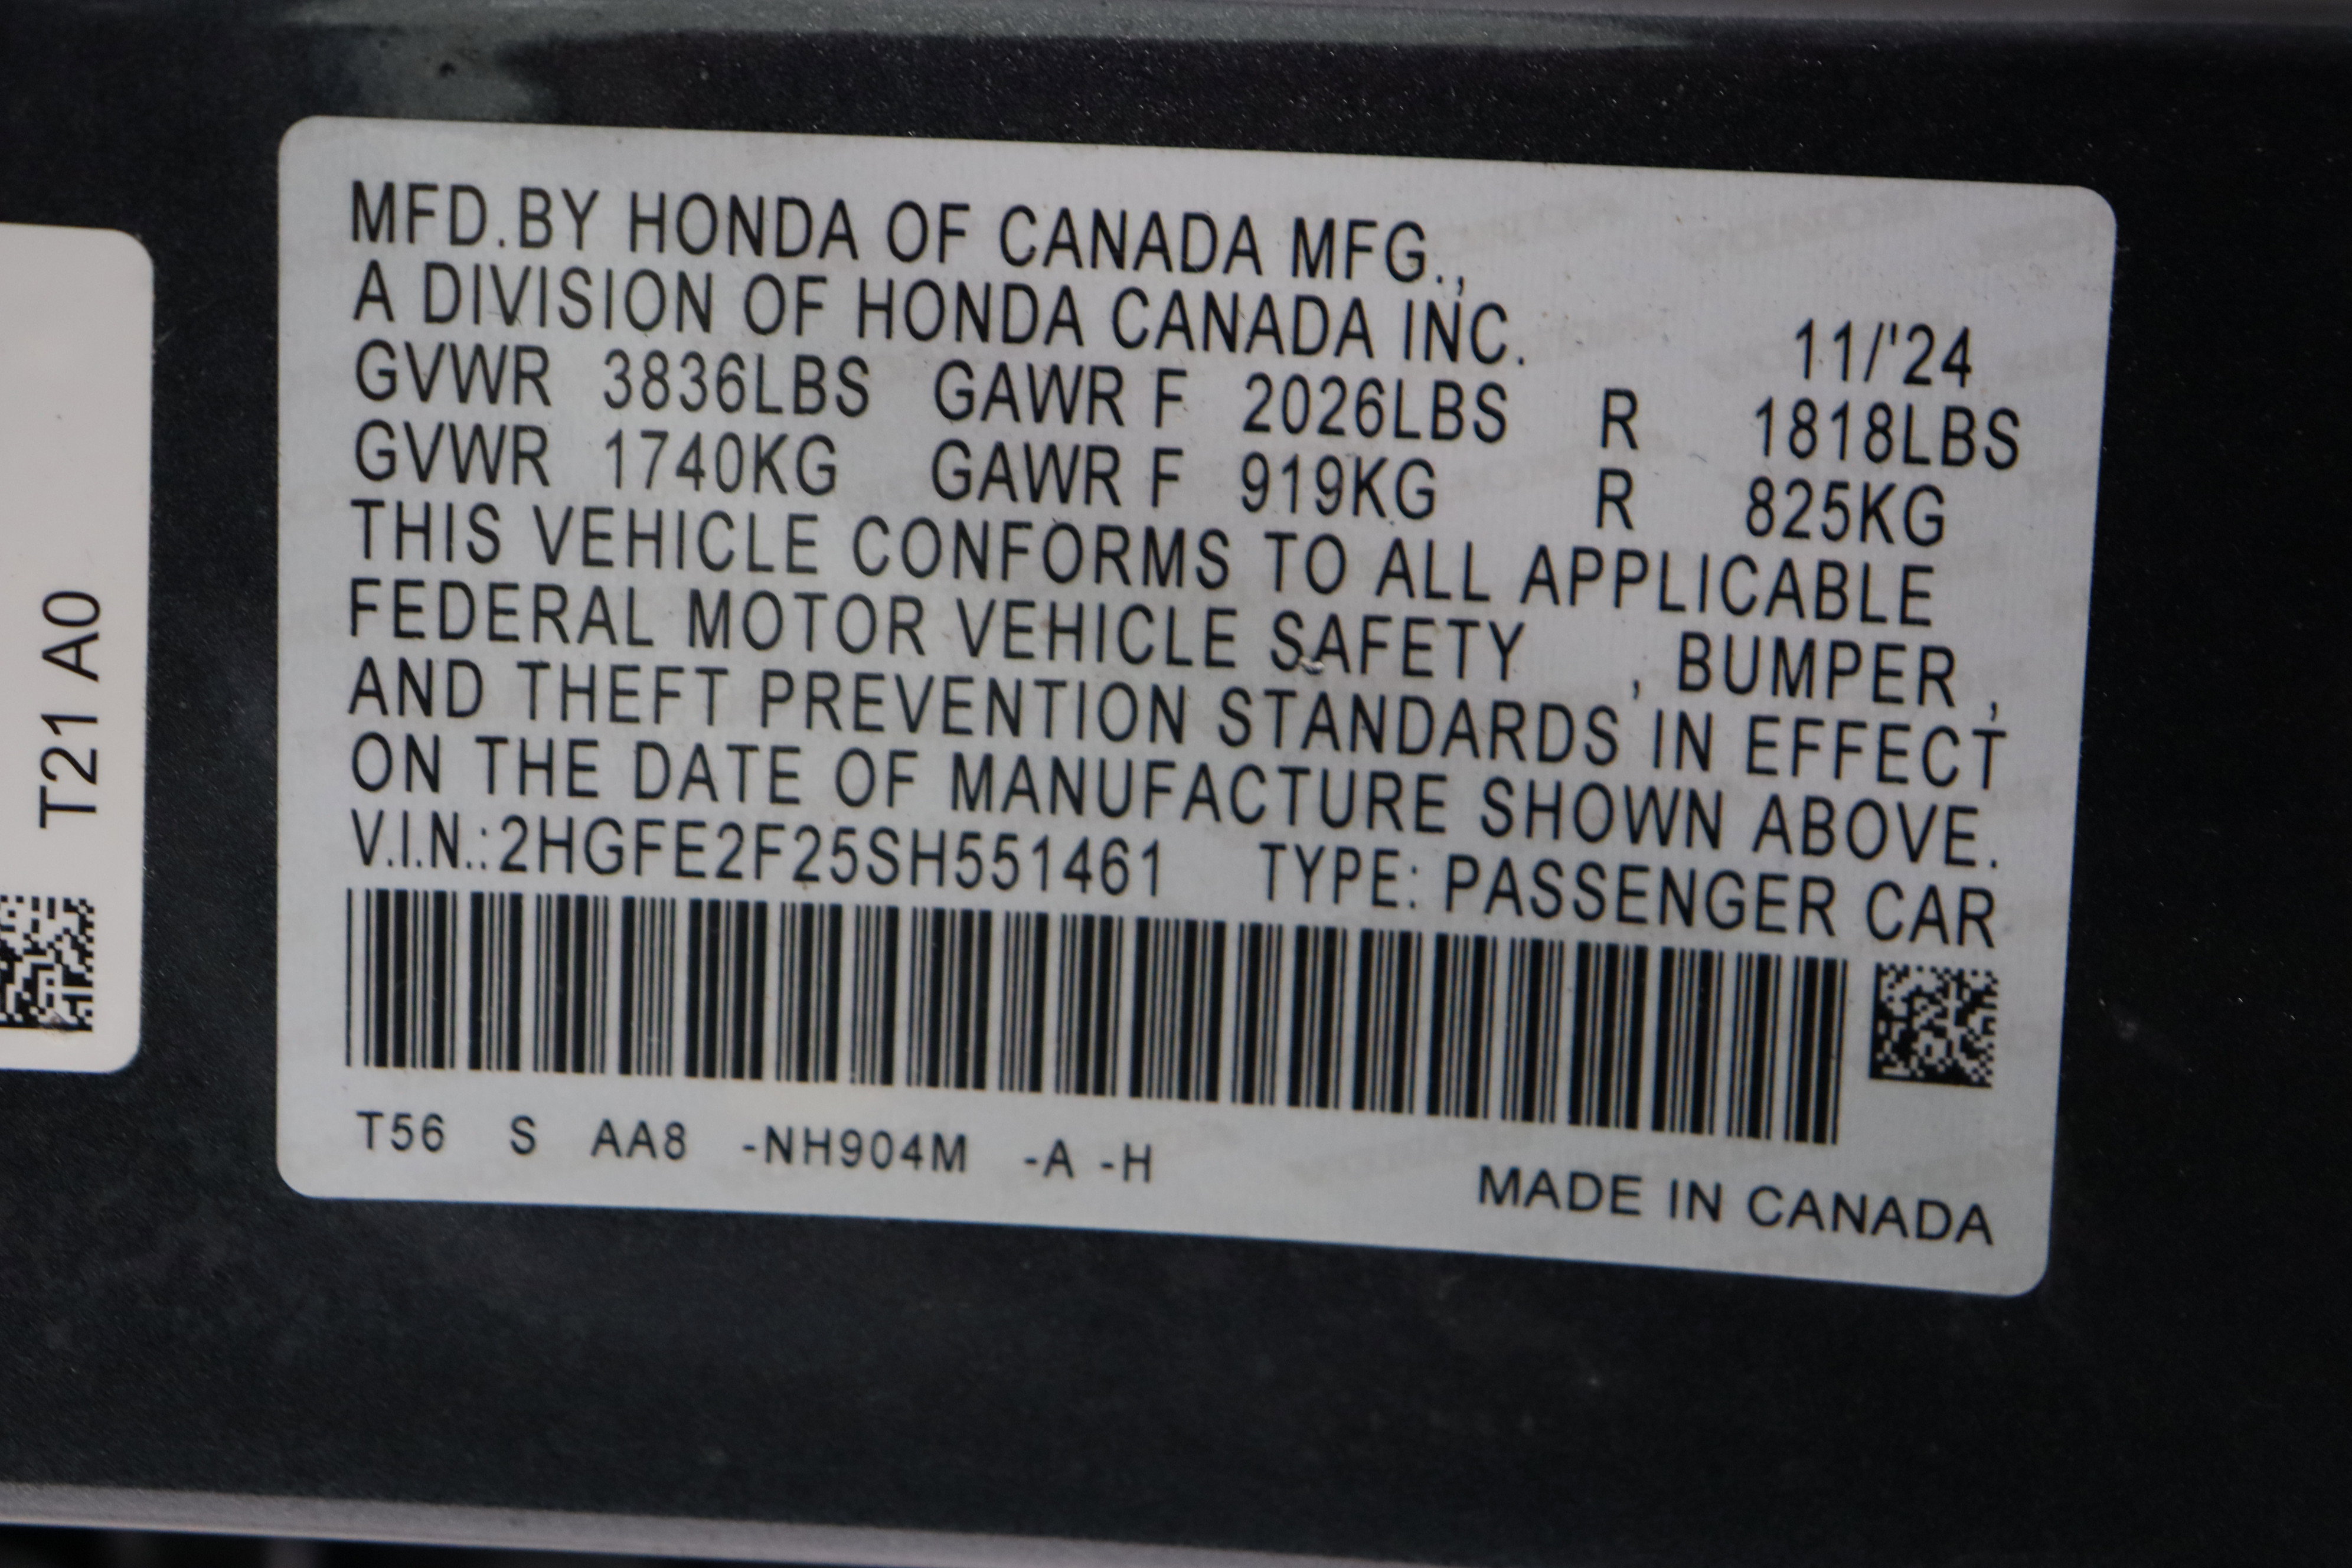 MFD.BY HONDA OF CANADA MFG.,
A DIVISION OF HONDA CANADA INC. 11/'24
GVWR 3836LBS GAWR F 2026LBS R 1818LBS
GVWR 1740KG GAWR F 919KG R 825KG
THIS VEHICLE CONFORMS TO ALL APPLICABLE
FEDERAL MOTOR VEHICLE SAFETY , BUMPER ,
AND THEFT PREVENTION STANDARDS IN EFFECT
ON THE DATE OF MANUFACTURE SHOWN ABOVE.
V.I.N.:2HGFE2F25SH551461 TYPE: PASSENGER CAR
T56 S AA8 -NH904M -A -H
MADE IN CANADA
T21 A0